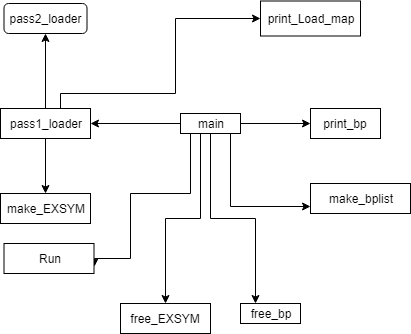 pass2_loader
print_Load_map
pass1_loader
main
print_bp
make_EXSYM
make_bplist
Run
free_EXSYM
free_bp